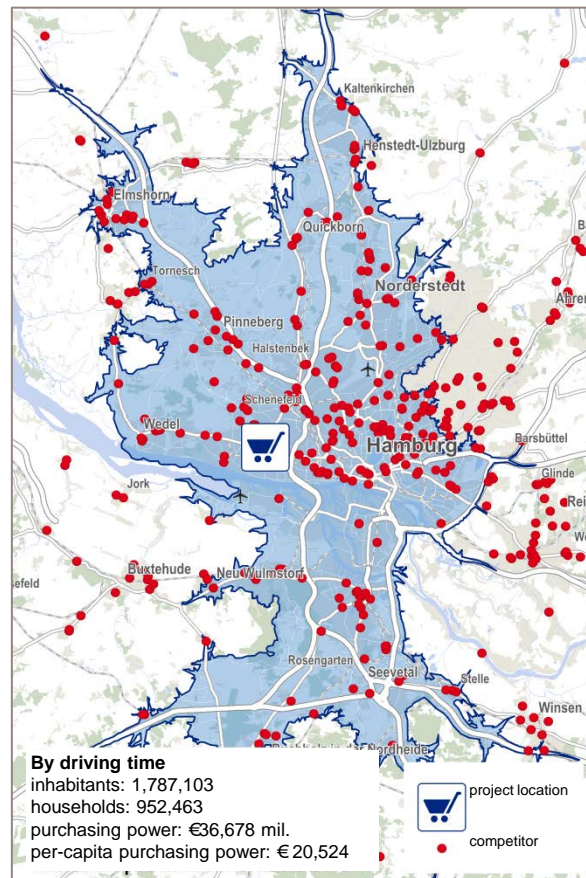 Kaltenkirchen
Henstedt-Ulzburg
Elmshorn
Quickborn
Tornesch
Norderstedt
Pinneberg
Halstenbek
Schenefeld
Wedel
Hamburg
Barsbüttel
Glinde
Jork
Buxtehude
Neu Wulmstorf
Rosengarten
Seevetal
Stelle
Winsen
By driving time
inhabitants: 1,787,103
households: 952,463
purchasing power: €36,678 mil.
per-capita purchasing power: € 20,524
project location
competitor